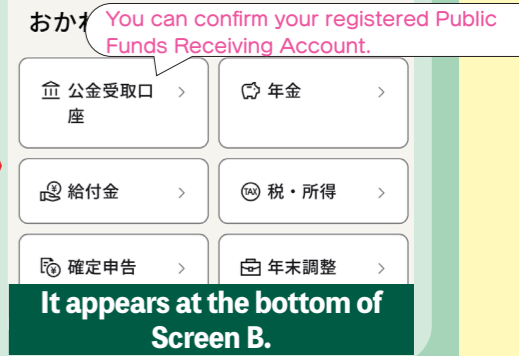 おか
You can confirm your registered Public
Funds Receiving Account.
公金受取口
座
年金
給付金
TAX 税・所得
確定申告
年末調整
It appears at the bottom of
Screen B.